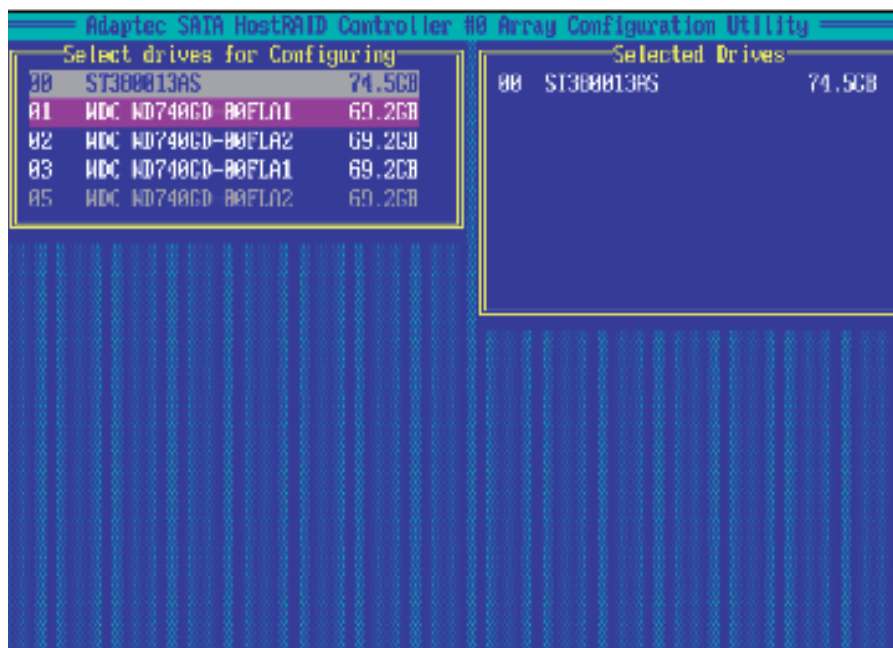 Adaptec SATA HostRAID Controller #0 Array Configuration Utility
Select drives for Configuring
00 ST380013AS 74.5GB
01 WDC WD740GD-00FLA1 69.2GB
02 WDC WD740GD-00FLA2 69.2GB
03 WDC WD740GD-00FLA1 69.2GB
05 WDC WD740GD-00FLA2 69.2GB
Selected Drives
00 ST380013AS 74.5GB